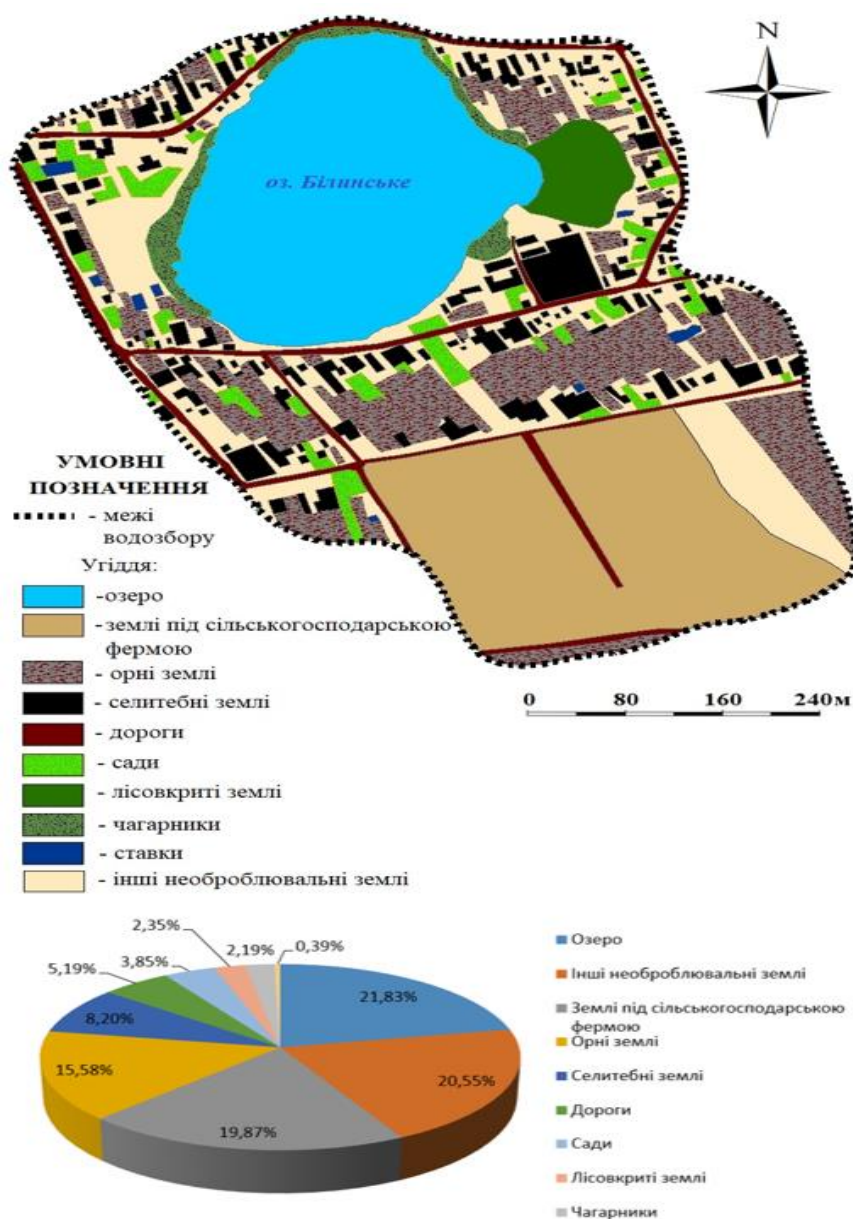 N
оз. Білинське
УМОВНІ
ПОЗНАЧЕННЯ
- межі
водозбору
Угіддя:
-озеро
-землі під сільськогосподарською
фермою
- орні землі
- селитебні землі
- дороги
- сади
- лісовкриті землі
- чагарники
- ставки
- інші необроблювальні землі
0 80 160 240м
2,35%
2,19%
0,39%
3,85%
5,19%
8,20%
21,83%
15,58%
20,55%
19,87%
Озеро
Інші необроблювальні землі
Землі під сільськогосподарською
фермою
Орні землі
Селитебні землі
Дороги
Сади
Лісовкриті землі
Чагарники